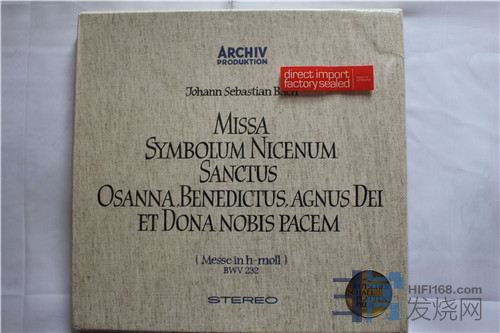 ARCHIV
PRODUKTION
direct import
factory sealed
Johann Sebastian Bach
MISSA
SYMBOLUM NICENUM
SANCTUS
OSANNA, BENEDICTUS, AGNUS DEI
ET DONA NOBIS PACEM
(Messe in h-moll)
BWV 232
STEREO
HIFI168.com
发烧网